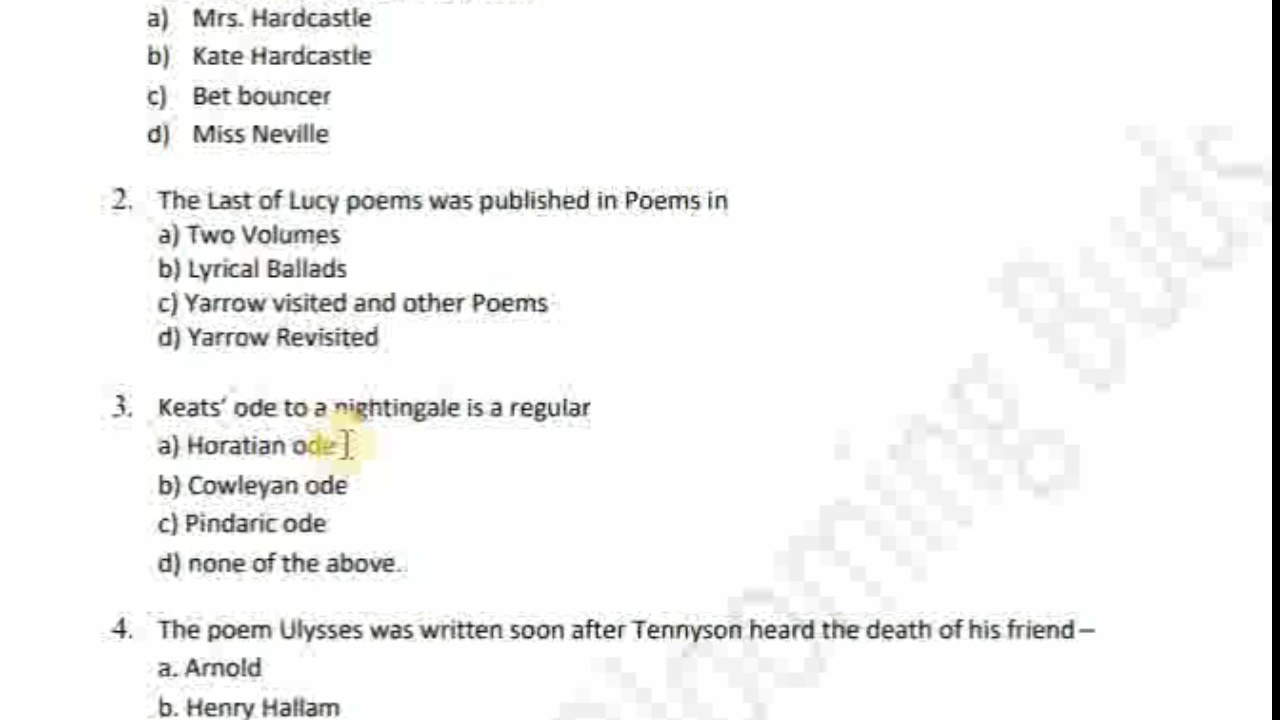 a) Mrs. Hardcastle
b) Kate Hardcastle
c) Bet bouncer
d) Miss Neville
2. The Last of Lucy poems was published in Poems in
a) Two Volumes
b) Lyrical Ballads
c) Yarrow visited and other Poems
d) Yarrow Revisited
3. Keats' ode to a nightingale is a regular
a) Horatian ode
b) Cowleyan ode
c) Pindaric ode
d) none of the above.
4. The poem Ulysses was written soon after Tennyson heard the death of his friend –
a. Arnold
b. Henry Hallam